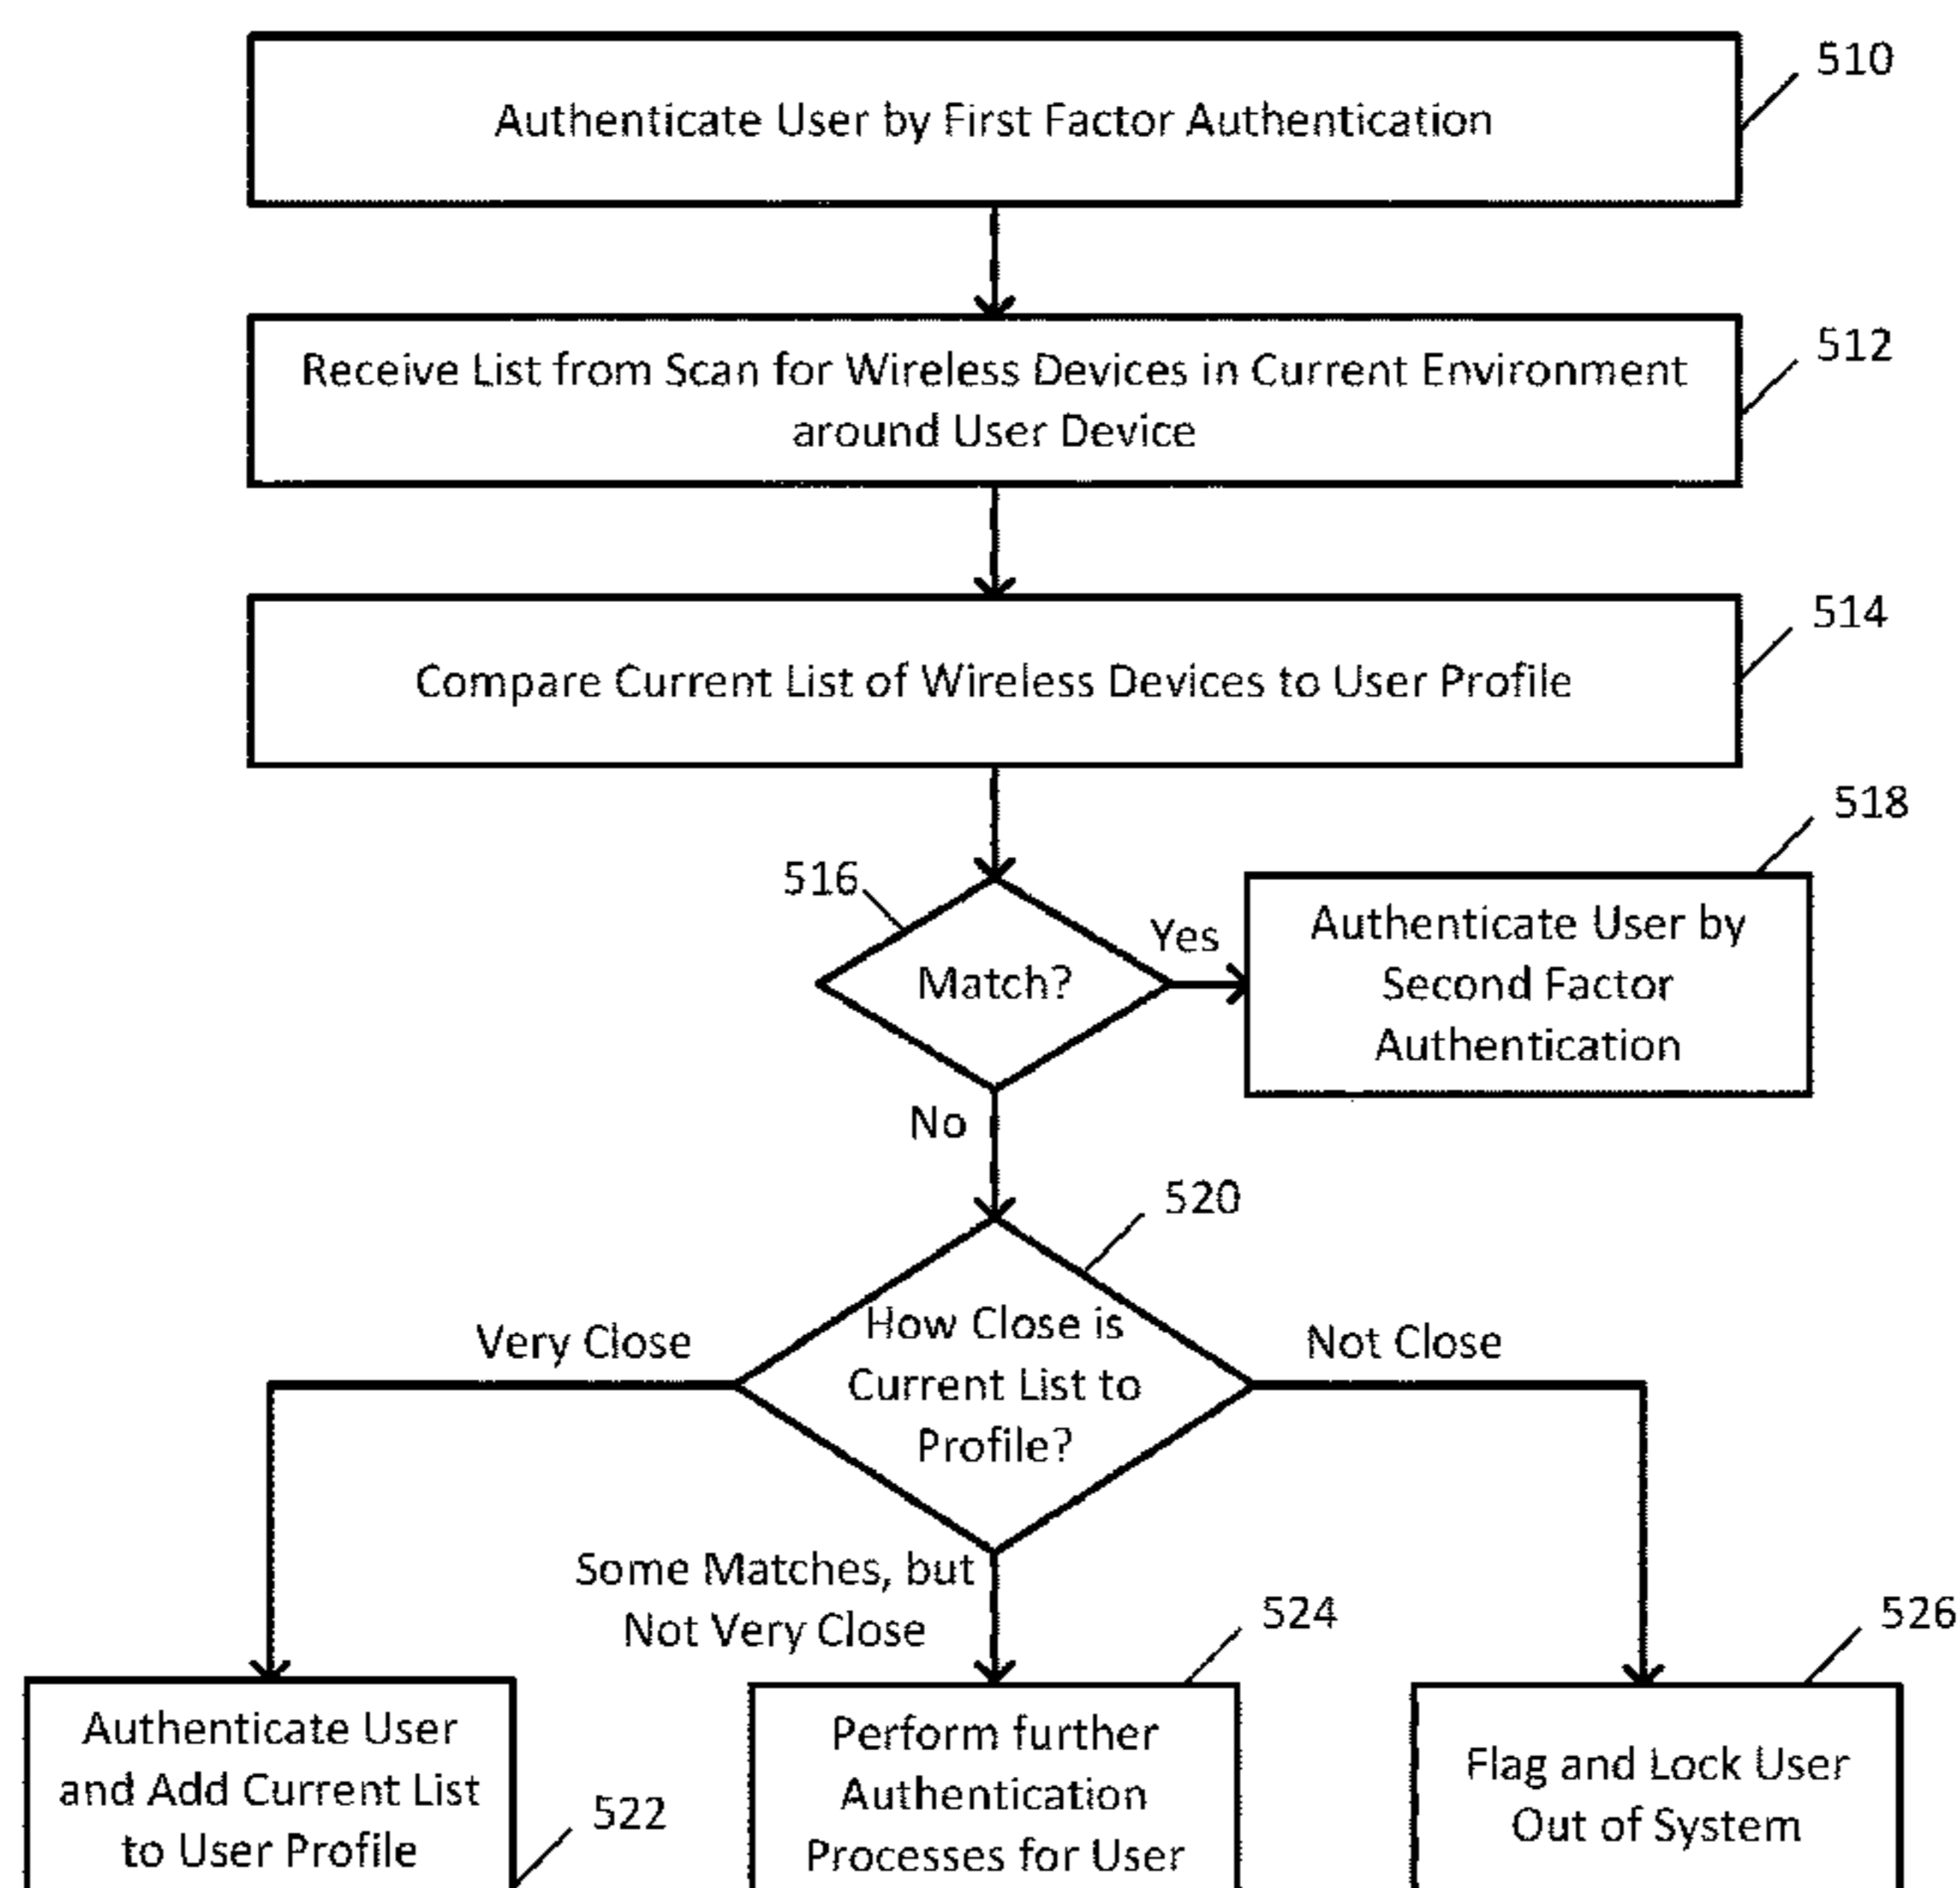 510
Authenticate User by First Factor Authentication
512
Receive List from Scan for Wireless Devices in Current Environment
around User Device
514
Compare Current List of Wireless Devices to User Profile
518
516
Yes
Authenticate User by
Second Factor
Authentication
Match?
No
520
How Close is
Current List to
Profile?
Very Close
Not Close
Some Matches, but
Not Very Close
524
526
Authenticate User
and Add Current List
to User Profile
522
Perform further
Authentication
Processes for User
Flag and Lock User
Out of System